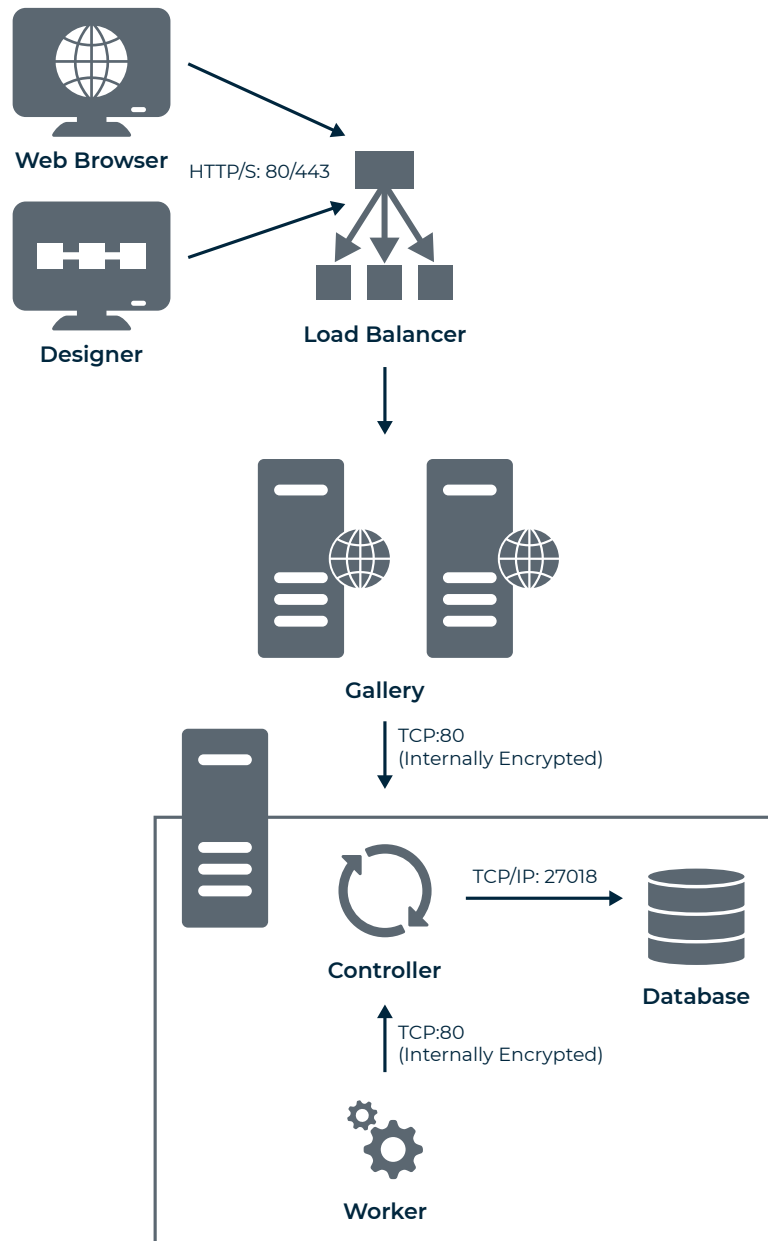 Web Browser
HTTP/S: 80/443
Designer
Load Balancer
Gallery
TCP:80
(Internally Encrypted)
TCP/IP: 27018
Controller
Database
TCP:80
(Internally Encrypted)
Worker